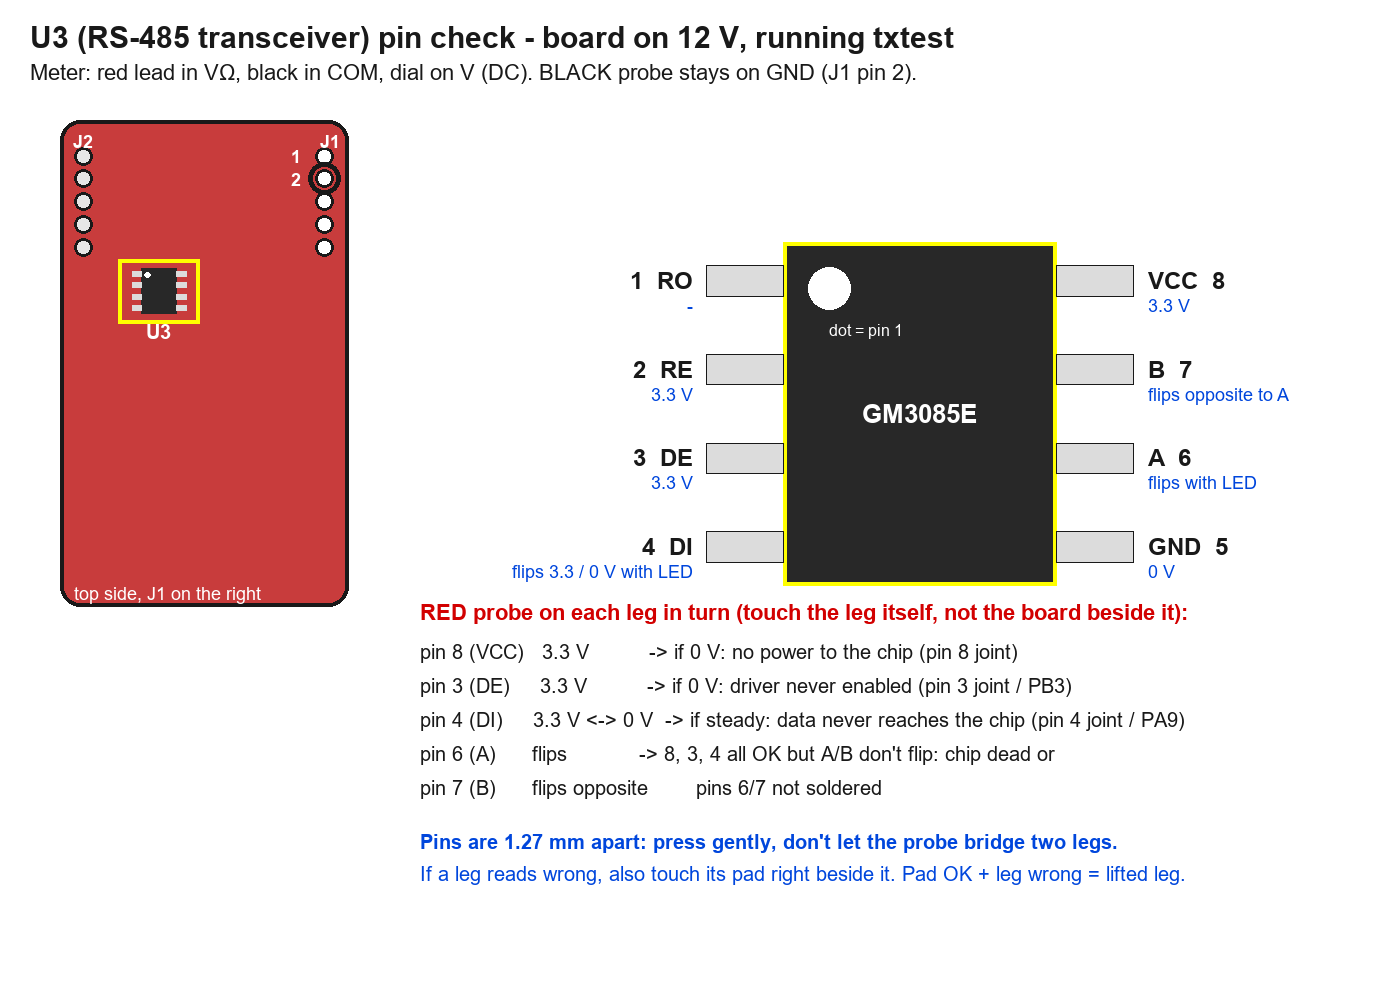 U3 (RS-485 transceiver) pin check - board on 12 V, running txtest
Meter: red lead in VΩ, black in COM, dial on V (DC). BLACK probe stays on GND (J1 pin 2).
J2
J1
1
2
U3
top side, J1 on the right
1 RO
-
2 RE
3.3 V
3 DE
3.3 V
4 DI
flips 3.3 / 0 V with LED
dot = pin 1
GM3085E
VCC 8
3.3 V
B 7
flips opposite to A
A 6
flips with LED
GND 5
0 V
RED probe on each leg in turn (touch the leg itself, not the board beside it):
pin 8 (VCC) 3.3 V -> if 0 V: no power to the chip (pin 8 joint)
pin 3 (DE) 3.3 V -> if 0 V: driver never enabled (pin 3 joint / PB3)
pin 4 (DI) 3.3 V <-> 0 V -> if steady: data never reaches the chip (pin 4 joint / PA9)
pin 6 (A) flips -> 8, 3, 4 all OK but A/B don't flip: chip dead or
pin 7 (B) flips opposite pins 6/7 not soldered
Pins are 1.27 mm apart: press gently, don't let the probe bridge two legs.
If a leg reads wrong, also touch its pad right beside it. Pad OK + leg wrong = lifted leg.